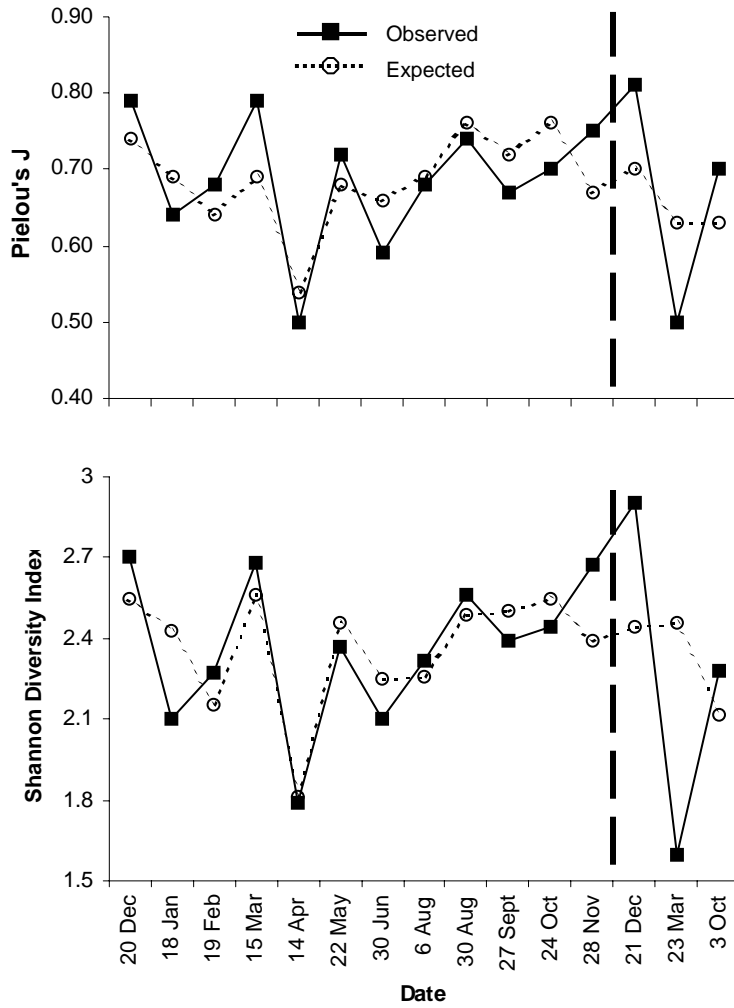 0.90
0.80
0.70
0.60
0.50
0.40
Pielou's J
Observed
Expected
3
2.7
2.4
2.1
1.8
1.5
Shannon Diversity Index
20 Dec
18 Jan
19 Feb
15 Mar
14 Apr
22 May
30 Jun
6 Aug
30 Aug
27 Sept
24 Oct
28 Nov
21 Dec
23 Mar
3 Oct
Date